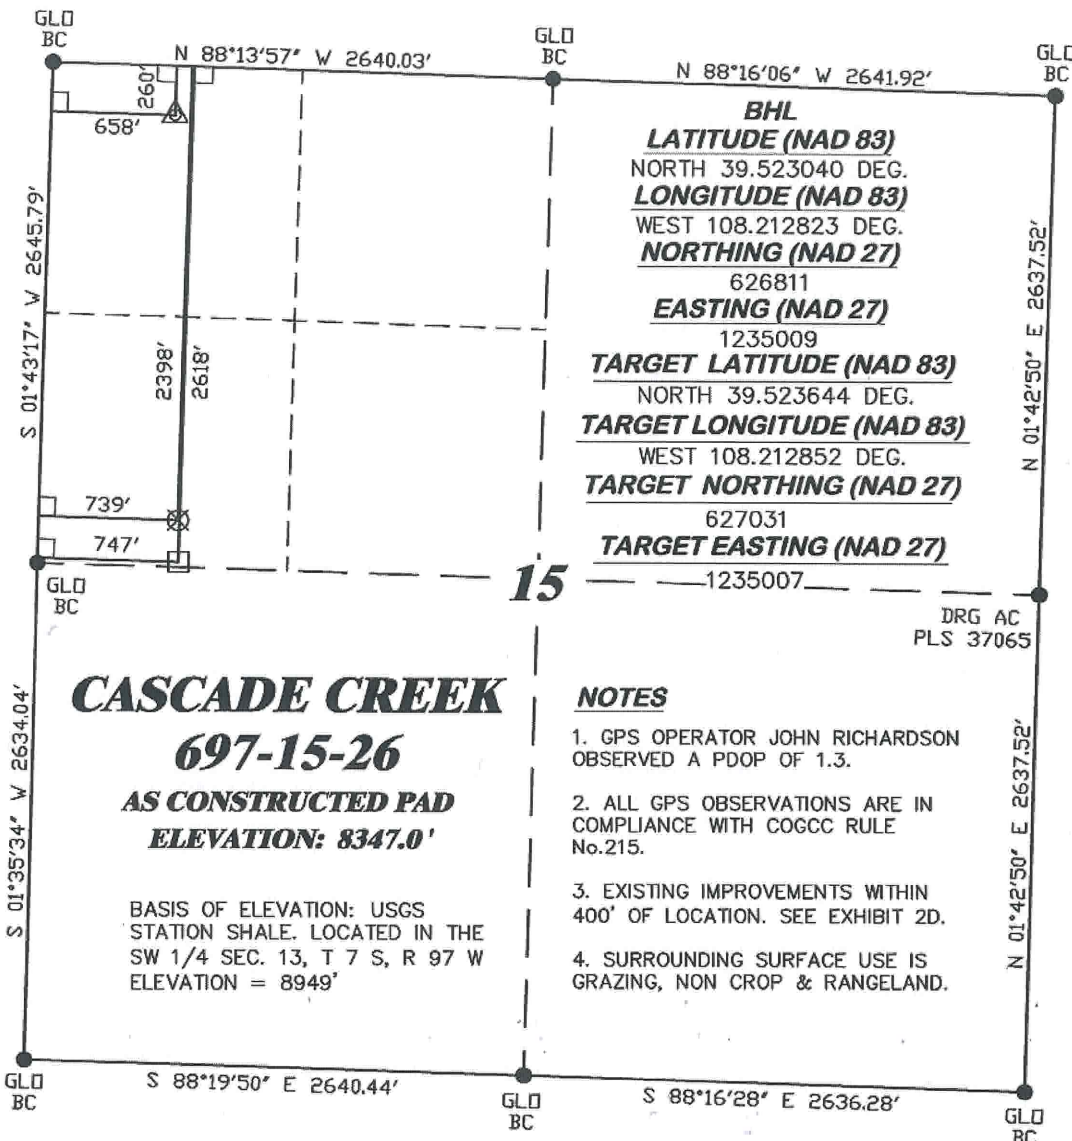 GLO
BC
N 88°13'57" W 2640.03'
GLO
BC
N 88°16'06" W 2641.92'
GLO
BC
260'
658'
S 01°43'17" W 2645.79'
2398'
2618'
739'
747'
GLO
BC
BHL
LATITUDE (NAD 83)
NORTH 39.523040 DEG.
LONGITUDE (NAD 83)
WEST 108.212823 DEG.
NORTHING (NAD 27)
626811
EASTING (NAD 27)
1235009
TARGET LATITUDE (NAD 83)
NORTH 39.523644 DEG.
TARGET LONGITUDE (NAD 83)
WEST 108.212852 DEG.
TARGET NORTHING (NAD 27)
627031
TARGET EASTING (NAD 27)
1235007
N 01°42'50" E 2637.52'
15
DRG AC
PLS 37065
CASCADE CREEK
697-15-26
AS CONSTRUCTED PAD
ELEVATION: 8347.0'
BASIS OF ELEVATION: USGS
STATION SHALE. LOCATED IN THE
SW 1/4 SEC. 13, T 7 S, R 97 W
ELEVATION = 8949'
S 01°35'34" W 2634.04'
NOTES
1. GPS OPERATOR JOHN RICHARDSON
OBSERVED A PDOP OF 1.3.
2. ALL GPS OBSERVATIONS ARE IN
COMPLIANCE WITH COGCC RULE
No.215.
3. EXISTING IMPROVEMENTS WITHIN
400' OF LOCATION. SEE EXHIBIT 2D.
4. SURROUNDING SURFACE USE IS
GRAZING, NON CROP & RANGELAND.
N 01°42'50" E 2637.52'
GLO
BC
S 88°19'50" E 2640.44'
GLO
BC
S 88°16'28" E 2636.28'
GLO
BC